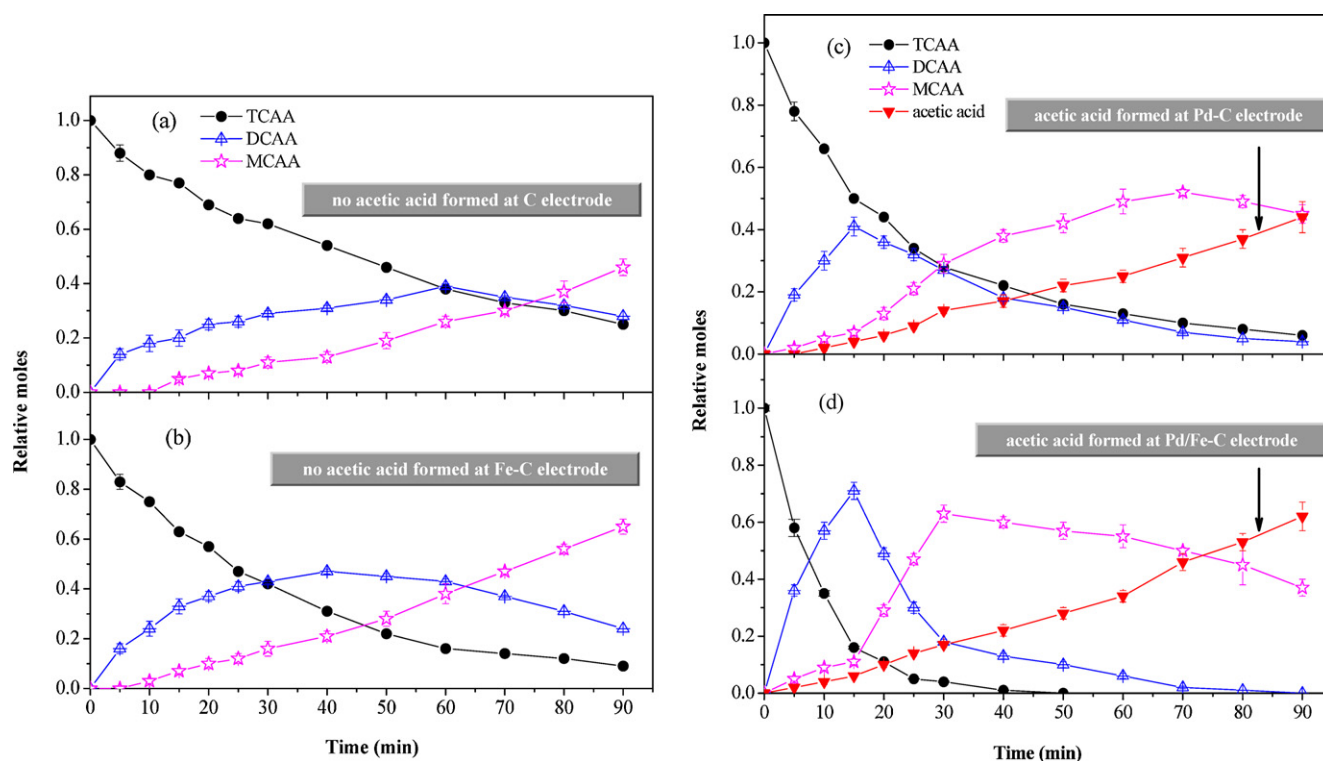 (a)
TCAA
DCAA
MCAA
no acetic acid formed at C electrode
1.0
0.8
0.6
0.4
0.2
0.0
(b)
no acetic acid formed at Fe-C electrode
1.0
0.8
0.6
0.4
0.2
0.0
0 10 20 30 40 50 60 70 80 90
Relative moles
Time (min)
(c)
TCAA
DCAA
MCAA
acetic acid
acetic acid formed at Pd-C electrode
1.0
0.8
0.6
0.4
0.2
0.0
(d)
acetic acid formed at Pd/Fe-C electrode
1.0
0.8
0.6
0.4
0.2
0.0
0 10 20 30 40 50 60 70 80 90
Relative moles
Time (min)